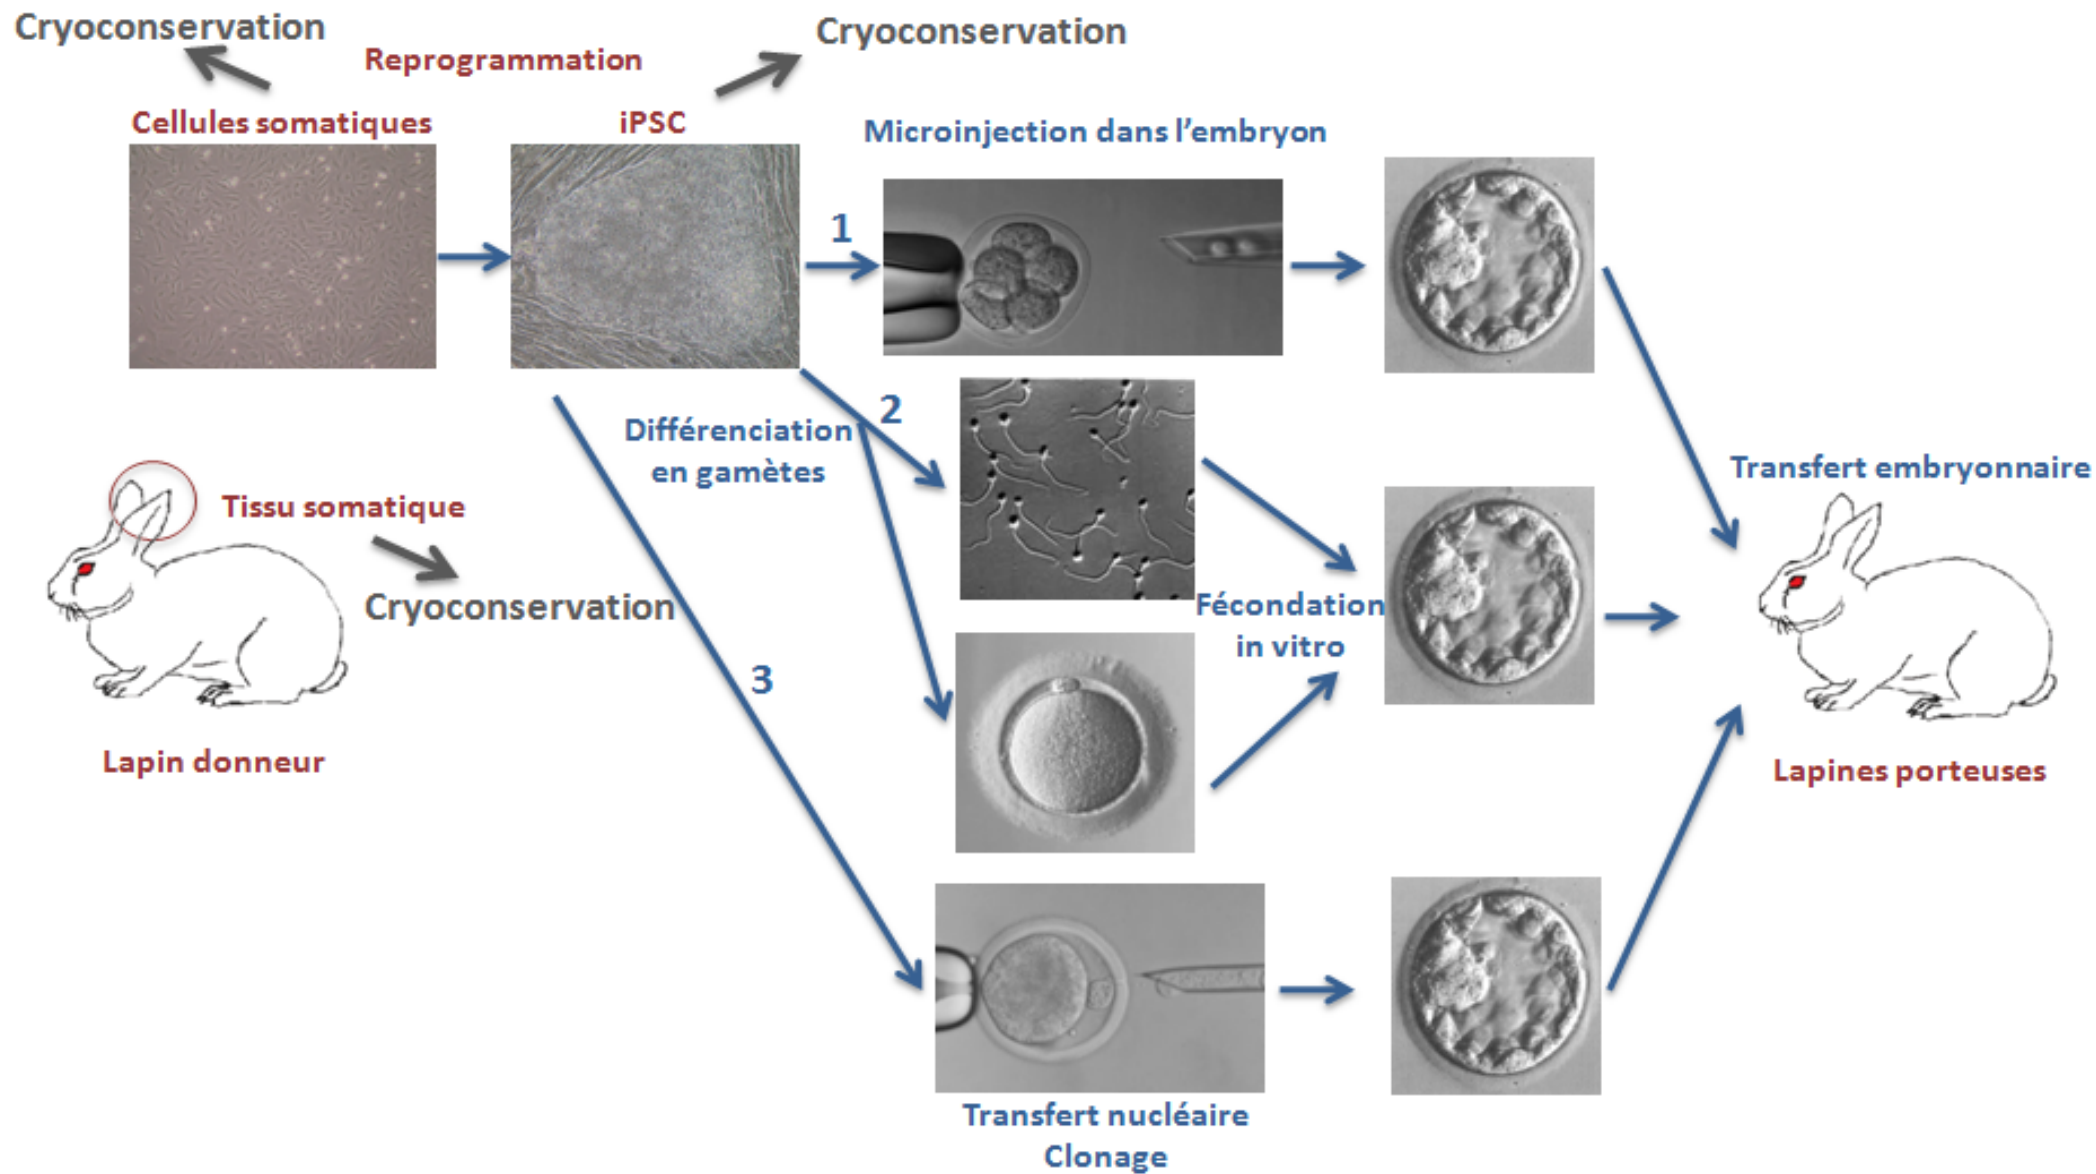 Cryoconservation
Cryoconservation
Reprogrammation
Cellules somatiques
iPSC
Microinjection dans l'embryon
1
2
Différenciation
en gamètes
Transfert embryonnaire
Tissu somatique
Cryoconservation
Fécondation
in vitro
3
Lapin donneur
Lapines porteuses
Transfert nucléaire
Clonage